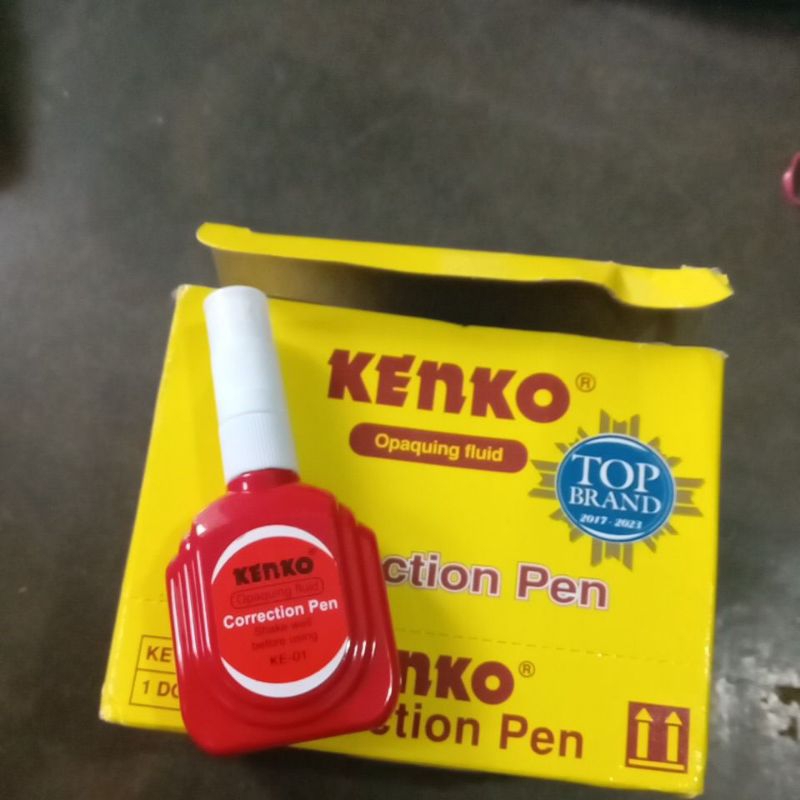 KENKO®
Opaquing fluid
TOP
BRAND
2017 - 2023
ction Pen
KENKO
Opaquing fluid
Correction Pen
Shake well
before using
KE-01
KE
1 DO
NKO®
ction Pen